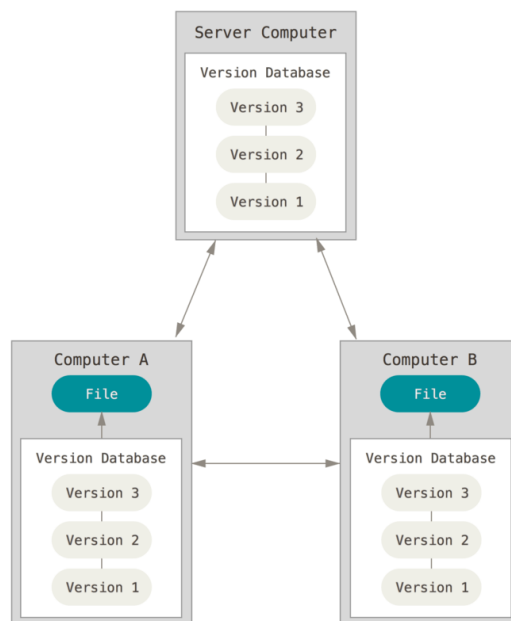 Server Computer
Version Database
Version 3
Version 2
Version 1
Computer A
File
Version Database
Version 3
Version 2
Version 1
Computer B
File
Version Database
Version 3
Version 2
Version 1